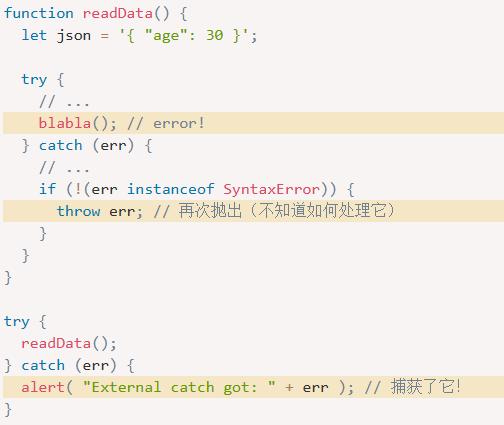 function readData() {
  let json = '{ "age": 30 }';

  try {
    // ...
    blabla(); // error!
  } catch (err) {
    // ...
    if (!(err instanceof SyntaxError)) {
      throw err; // 再次抛出（不知道如何处理它）
    }
  }
}

try {
  readData();
} catch (err) {
  alert( "External catch got: " + err ); // 捕获了它！
}